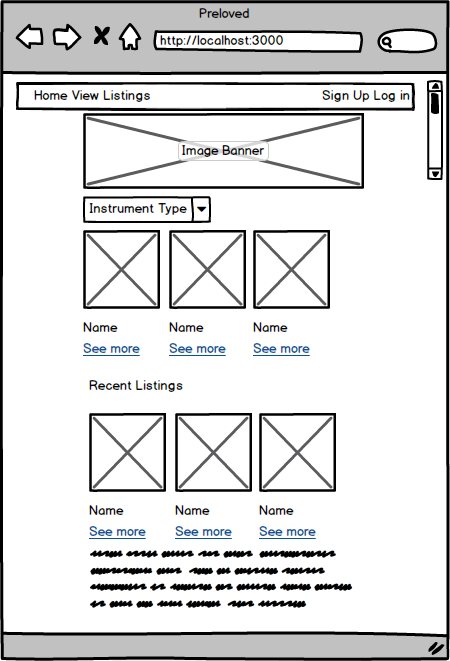 Preloved
http://localhost:3000
Home View Listings Sign Up Log in
Image Banner
Instrument Type
Name Name Name
See more See more See more
Recent Listings
Name Name Name
See more See more See more